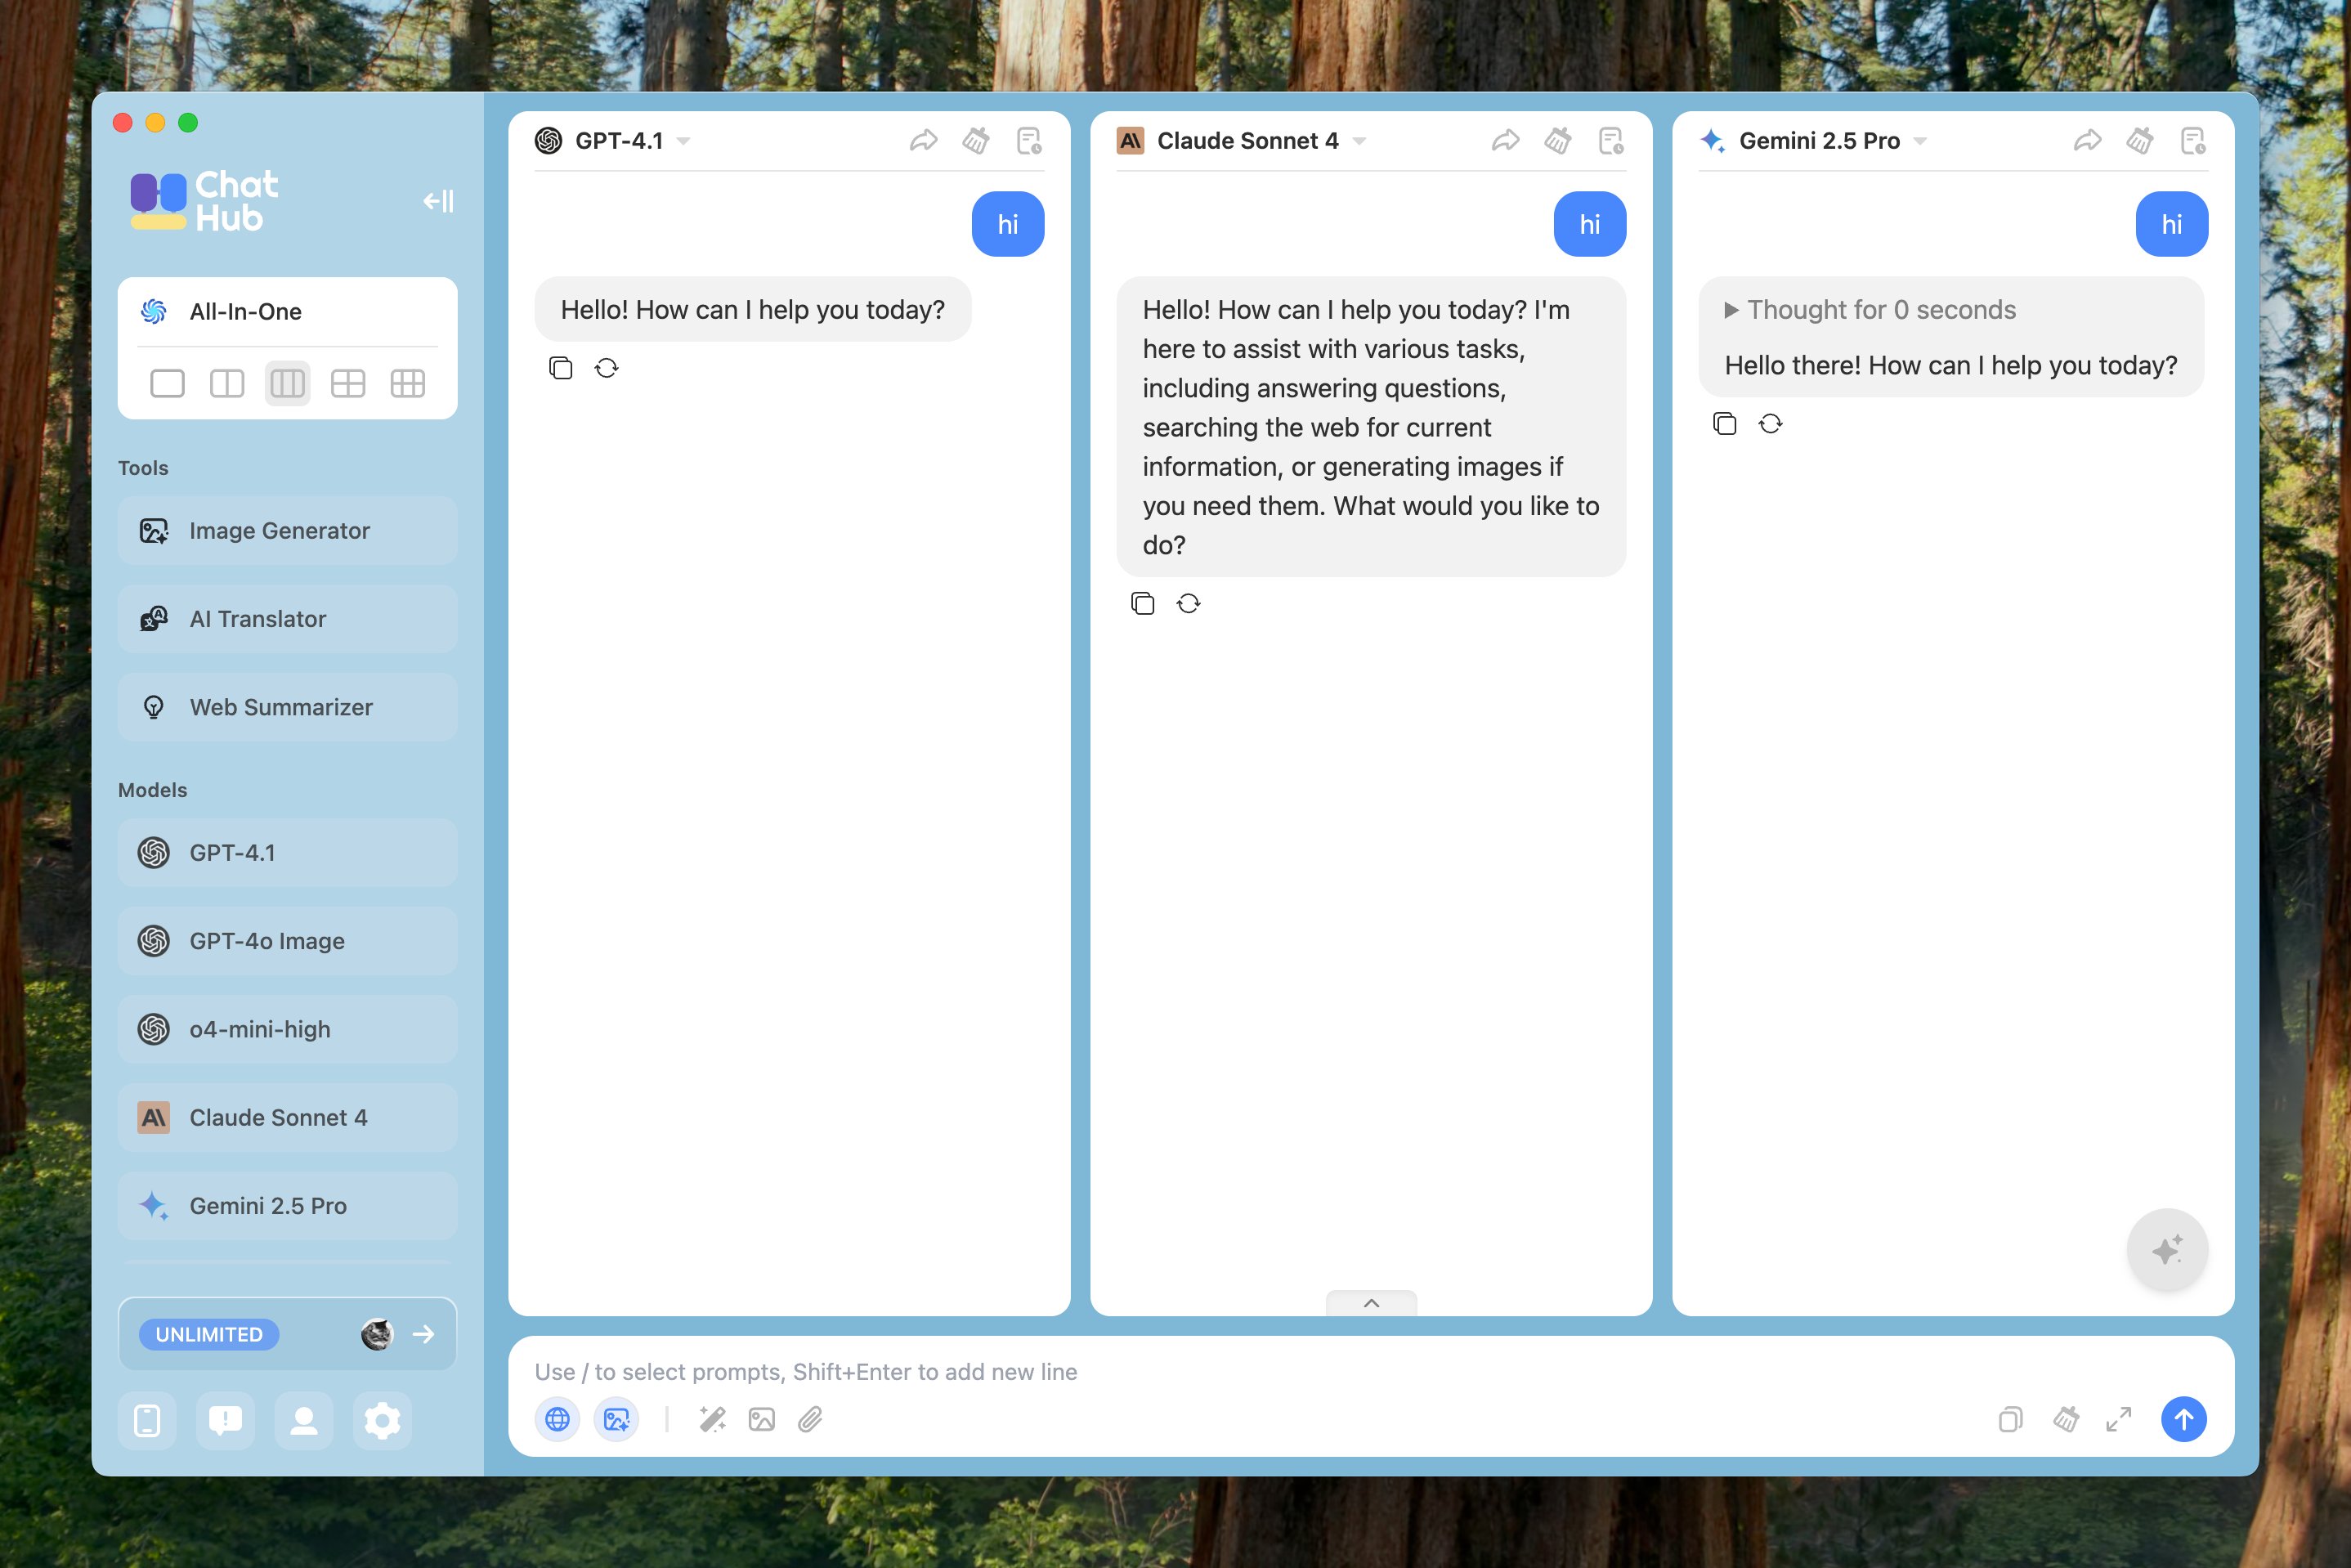 Chat
Hub
All-In-One
Tools
Image Generator
AI Translator
Web Summarizer
Models
GPT-4.1
GPT-4o Image
o4-mini-high
Claude Sonnet 4
Gemini 2.5 Pro
UNLIMITED
GPT-4.1
hi
Hello! How can I help you today?
Claude Sonnet 4
hi
Hello! How can I help you today? I'm
here to assist with various tasks,
including answering questions,
searching the web for current
information, or generating images if
you need them. What would you like to
do?
Gemini 2.5 Pro
hi
Thought for 0 seconds
Hello there! How can I help you today?
Use / to select prompts, Shift+Enter to add new line